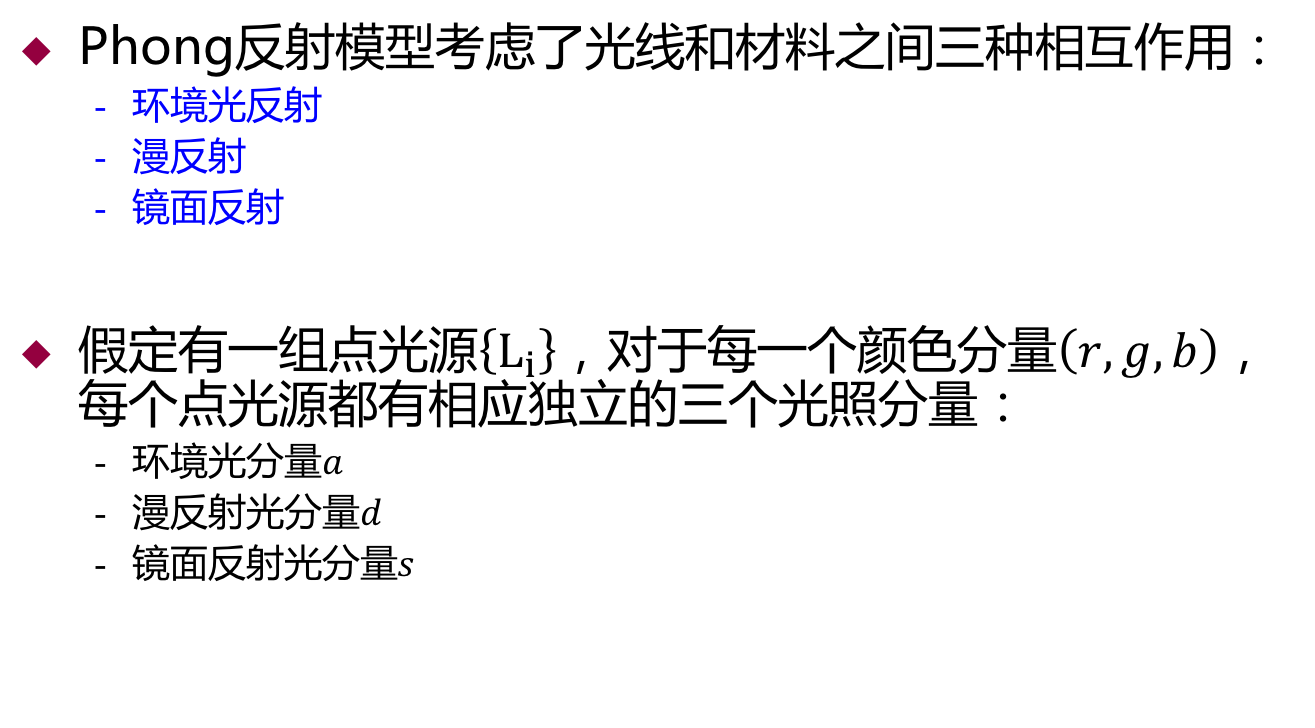 ◆ Phong反射模型考虑了光线和材料之间三种相互作用：
- 环境光反射
- 漫反射
- 镜面反射
◆ 假定有一组点光源{Lᵢ}，对于每一个颜色分量(r, g, b)，
每个点光源都有相应独立的三个光照分量：
- 环境光分量a
- 漫反射光分量d
- 镜面反射光分量s